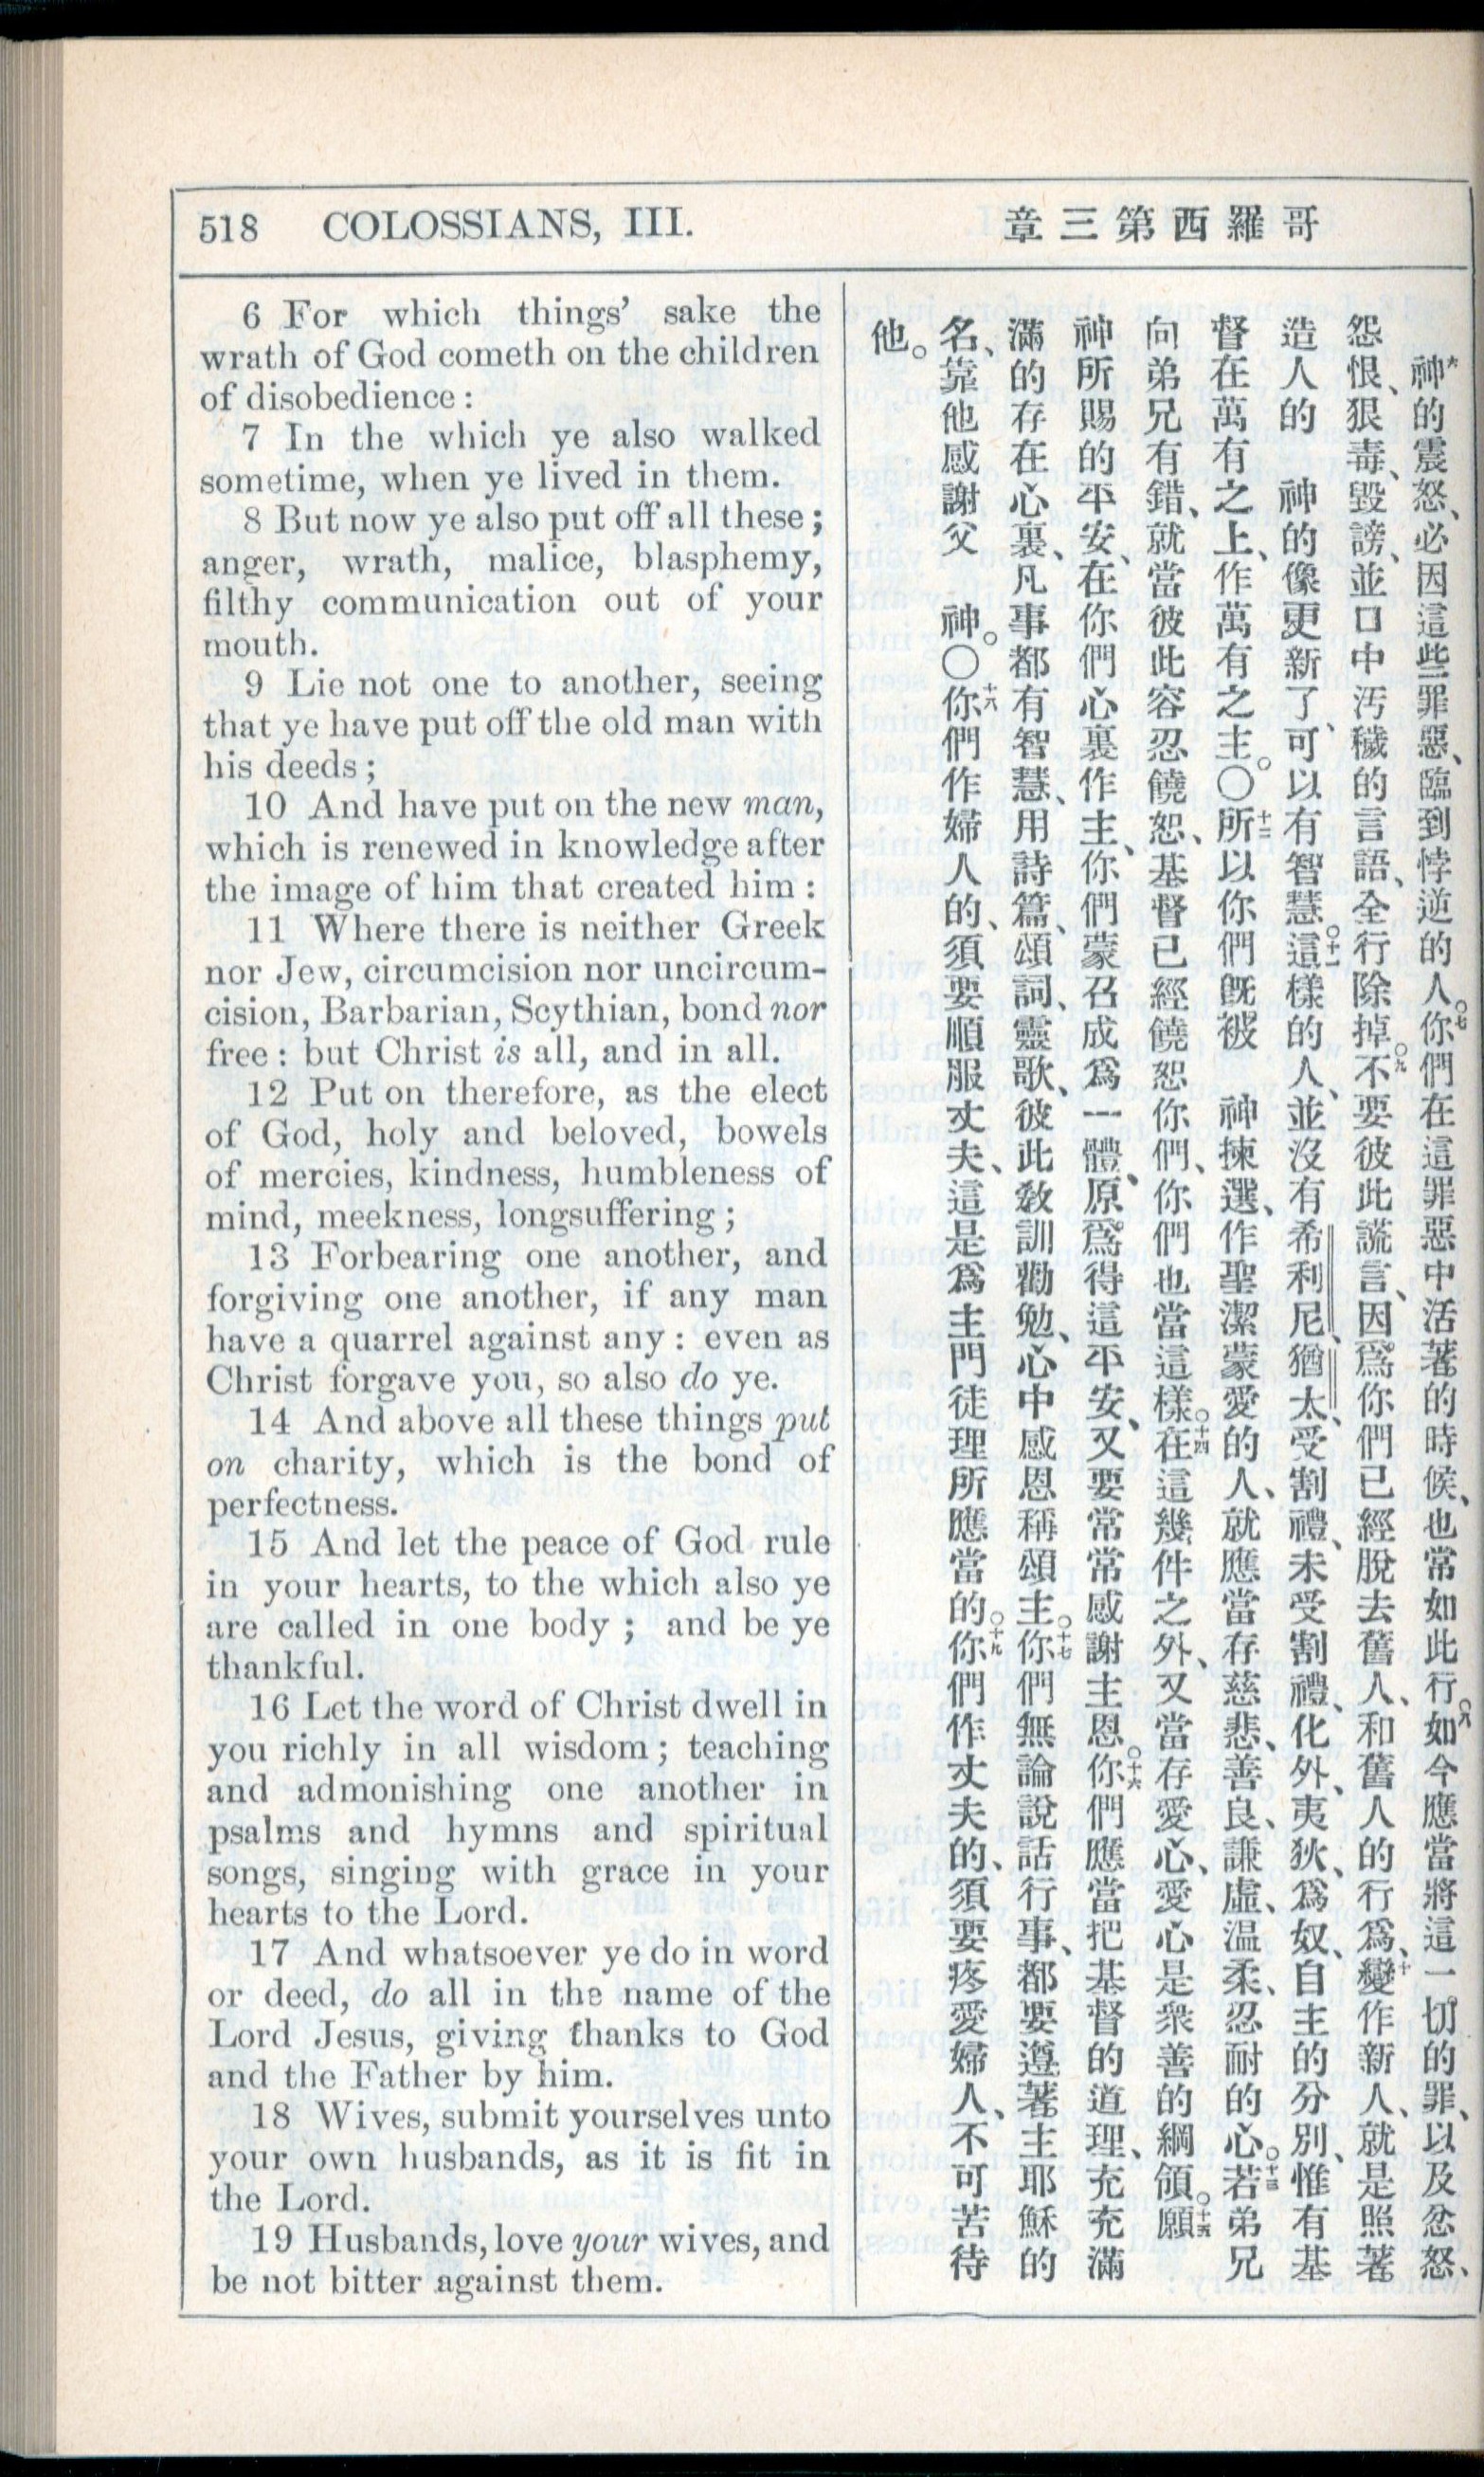 518 COLOSSIANS, III.
哥羅西第三章
6 For which things’ sake the
wrath of God cometh on the children
of disobedience :
7 In the which ye also walked
sometime, when ye lived in them.
8 But now ye also put off all these ;
anger, wrath, malice, blasphemy,
filthy communication out of your
mouth.
9 Lie not one to another, seeing
that ye have put off the old man with
his deeds ;
10 And have put on the new man,
which is renewed in knowledge after
the image of him that created him :
11 Where there is neither Greek
nor Jew, circumcision nor uncircum-
cision, Barbarian, Scythian, bond nor
free : but Christ is all, and in all.
12 Put on therefore, as the elect
of God, holy and beloved, bowels
of mercies, kindness, humbleness of
mind, meekness, longsuffering ;
13 Forbearing one another, and
forgiving one another, if any man
have a quarrel against any : even as
Christ forgave you, so also do ye.
14 And above all these things put
on charity, which is the bond of
perfectness.
15 And let the peace of God rule
in your hearts, to the which also ye
are called in one body ; and be ye
thankful.
16 Let the word of Christ dwell in
you richly in all wisdom ; teaching
and admonishing one another in
psalms and hymns and spiritual
songs, singing with grace in your
hearts to the Lord.
17 And whatsoever ye do in word
or deed, do all in the name of the
Lord Jesus, giving thanks to God
and the Father by him.
18 Wives, submit yourselves unto
your own husbands, as it is fit in
the Lord.
19 Husbands, love your wives, and
be not bitter against them.
*神的震怒、必因這些罪惡、臨到悖逆的人。七你們在這罪惡中活著的時候、也常如此行。八如今應當將這一切的罪、以及忿怒、
怨恨、狠毒、毀謗、並口中汚穢的言語、全行除掉。九不要彼此謊言、因爲你們已經脫去舊人、和舊人的行爲、十變作新人、就是照著
造人的 神的像更新了、可以有智慧。十一這樣的人、並沒有希利尼、猶太、受割禮、未受割禮、化外、夷狄、爲奴、自主的分別、惟有基
督在萬有之上、作萬有之主。○十二所以你們旣被 神揀選、作聖潔蒙愛的人、就應當存慈悲、善良、謙虛、温柔、忍耐的心。十三若弟兄
向弟兄有錯、就當彼此容忍饒恕、基督已經饒恕你們、你們也當這樣。十四在這幾件之外、又當存愛心、愛心是衆善的綱領。十五願
神所賜的平安、在你們心裏作主、你們蒙召成爲一體、原爲得這平安、又要常常感謝主恩。十六你們應當把基督的道理、充充滿
滿的存在心裏、凡事都有智慧、用詩篇、頌詞、靈歌、彼此敎訓勸勉、心中感恩稱頌主。十七你們無論說話行事、都要遵著主耶穌的
名、靠他感謝父 神。○十六你們作婦人的、須要順服丈夫、這是爲主門徒理所應當的。十九你們作丈夫的、須要疼愛婦人、不可苦待
他。